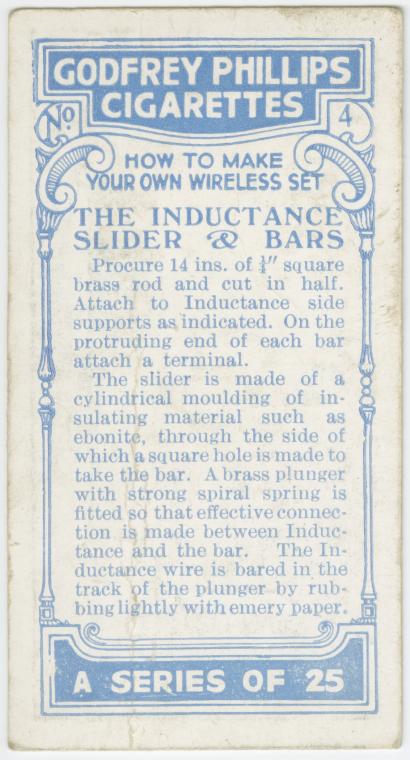 GODFREY PHILLIPS
CIGARETTES
No 4
HOW TO MAKE
YOUR OWN WIRELESS SET
THE INDUCTANCE
SLIDER & BARS
Procure 14 ins. of ¼" square
brass rod and cut in half.
Attach to Inductance side
supports as indicated. On the
protruding end of each bar
attach a terminal.
The slider is made of a
cylindrical moulding of in-
sulating material such as
ebonite, through the side of
which a square hole is made to
take the bar. A brass plunger
with strong spiral spring is
fitted so that effective connec-
tion is made between Induc-
tance and the bar. The In-
ductance wire is bared in the
track of the plunger by rub-
bing lightly with emery paper.
A SERIES OF 25